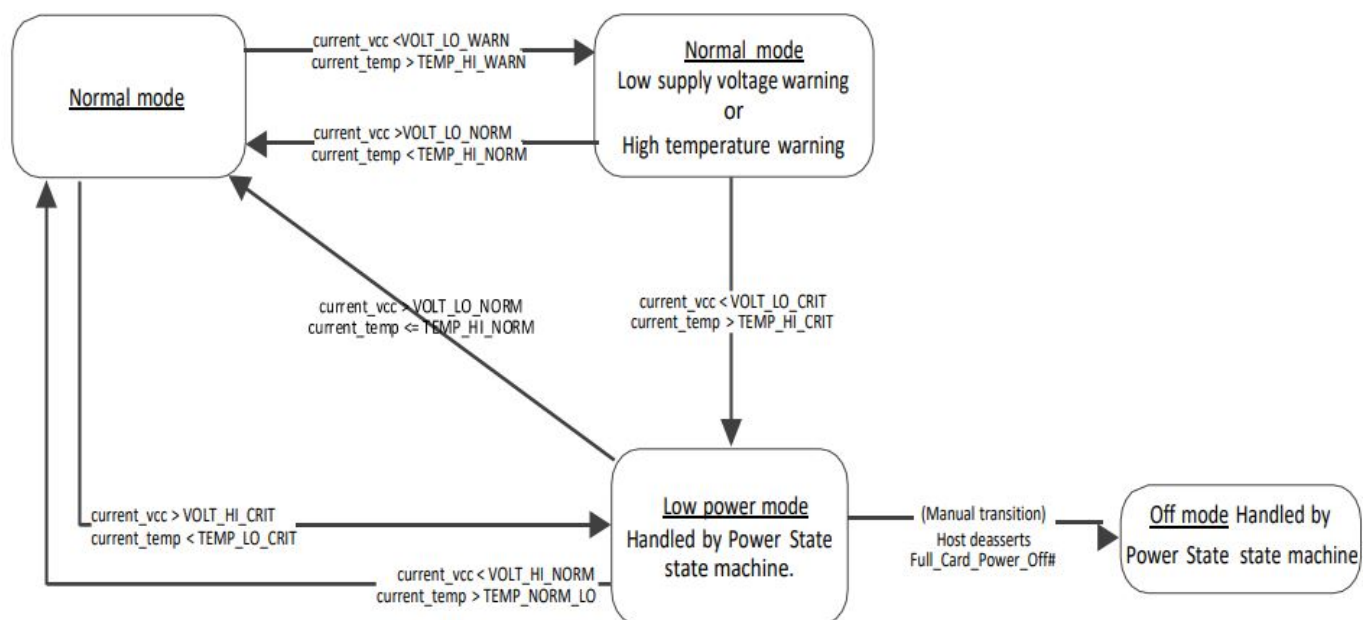 Normal mode
current_vcc <VOLT_LO_WARN
current_temp > TEMP_HI_WARN
Normal mode
Low supply voltage warning
or
High temperature warning
current_vcc >VOLT_LO_NORM
current_temp < TEMP_HI_NORM
current_vcc > VOLT_LO_NORM
current_temp <= TEMP_HI_NORM
current_vcc < VOLT_LO_CRIT
current_temp > TEMP_HI_CRIT
current_vcc > VOLT_HI_CRIT
current_temp < TEMP_LO_CRIT
current_vcc < VOLT_HI_NORM
current_temp > TEMP_NORM_LO
Low power mode
Handled by Power State
state machine.
(Manual transition)
Host deasserts
Full_Card_Power_Off#
Off mode Handled by
Power State state machine